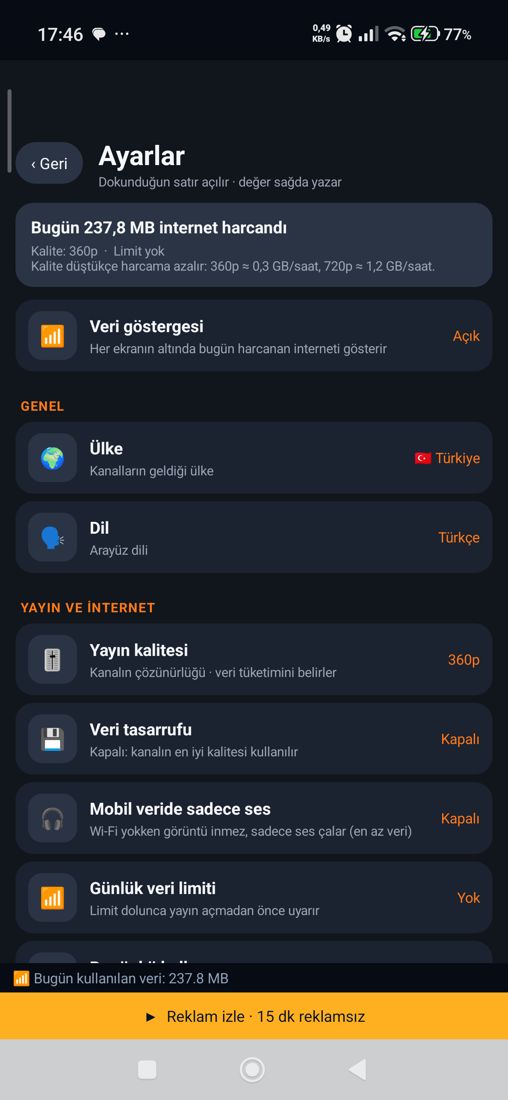 17:46
0,49
KB/s
77%
‹ Geri
Ayarlar
Dokunduğun satır açılır · değer sağda yazar
Bugün 237,8 MB internet harcandı
Kalite: 360p · Limit yok
Kalite düştükçe harcama azalır: 360p ≈ 0,3 GB/saat, 720p ≈ 1,2 GB/saat.
Veri göstergesi
Her ekranın altında bugün harcanan interneti gösterir
Açık
GENEL
Ülke
Kanalların geldiği ülke
Türkiye
Dil
Arayüz dili
Türkçe
YAYIN VE İNTERNET
Yayın kalitesi
Kanalın çözünürlüğü · veri tüketimini belirler
360p
Veri tasarrufu
Kapalı: kanalın en iyi kalitesi kullanılır
Kapalı
Mobil veride sadece ses
Wi-Fi yokken görüntü inmez, sadece ses çalar (en az veri)
Kapalı
Günlük veri limiti
Limit dolunca yayın açmadan önce uyarır
Yok
Bugün kullanılan veri: 237.8 MB
► Reklam izle · 15 dk reklamsız